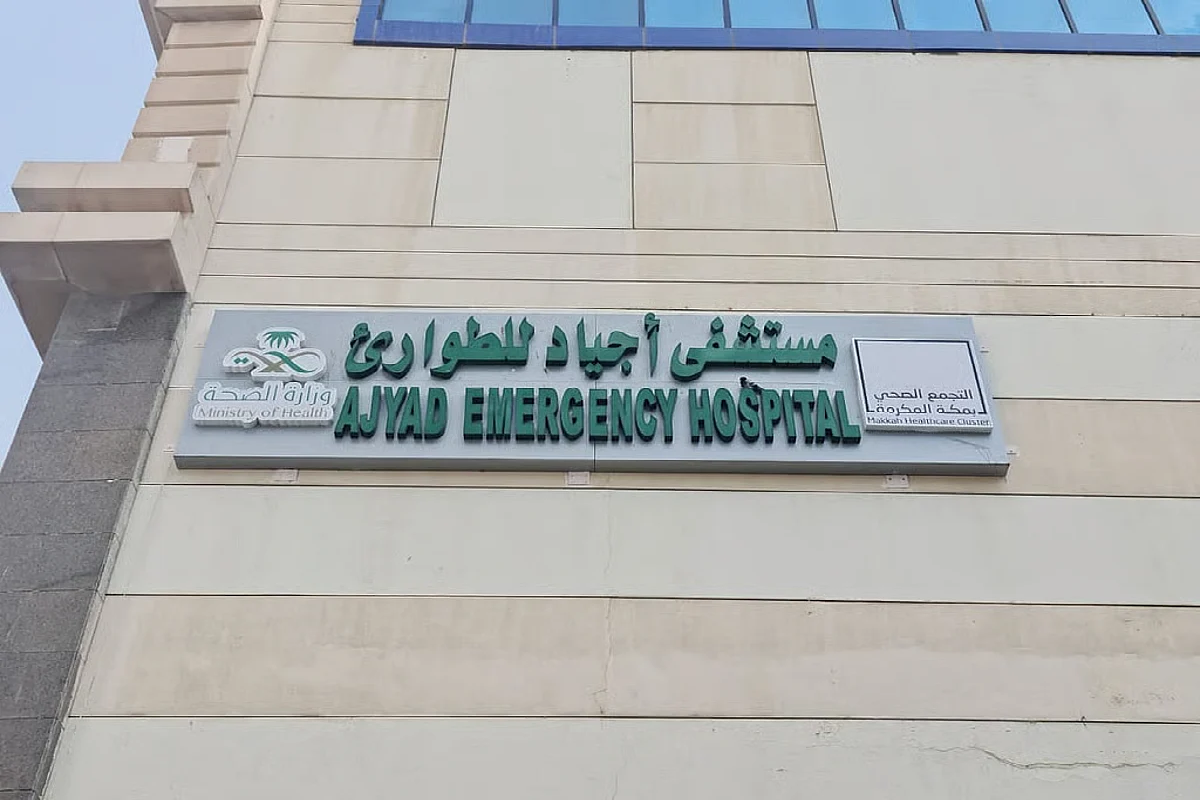 مستشفى أجياد للطوارئ
AJYAD EMERGENCY HOSPITAL
وزارة الصحة
Ministry of Health
التجمع الصحي
بمكة المكرمة
Makkah Healthcare Cluster